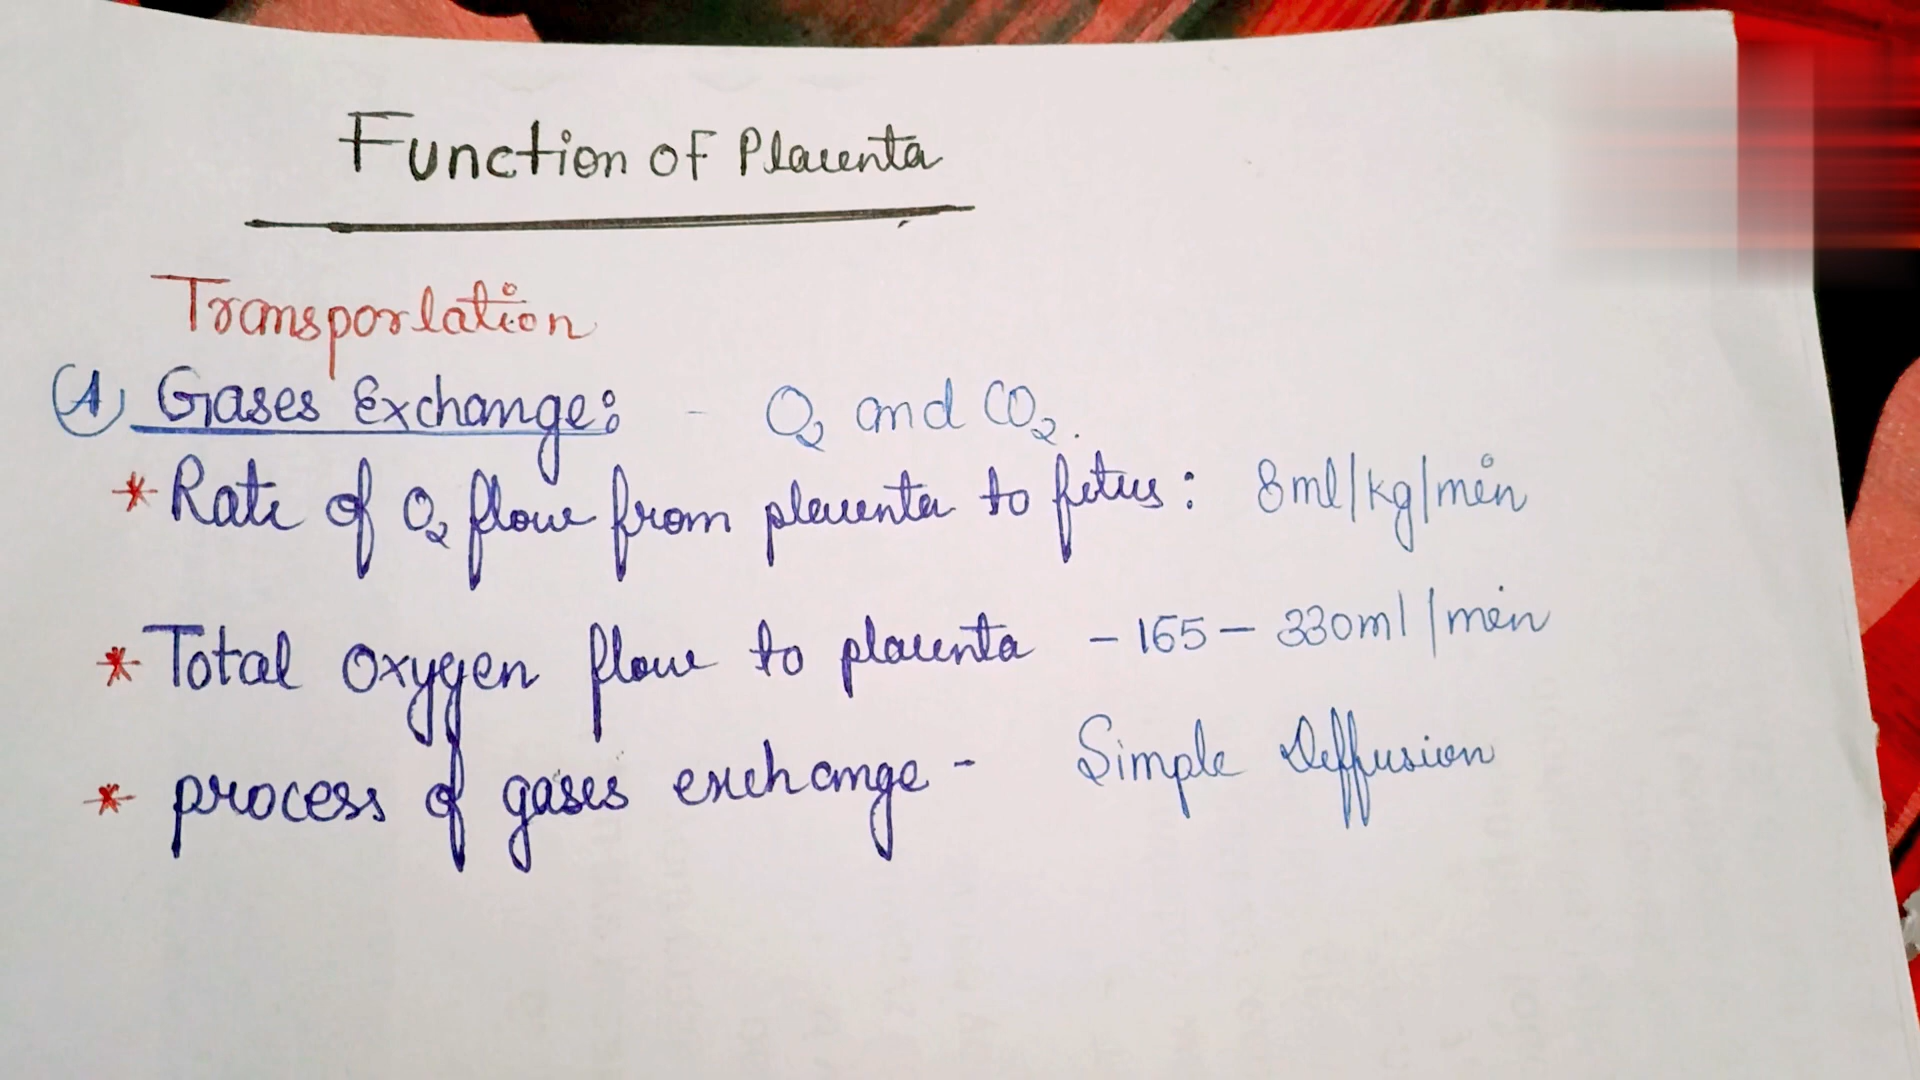 Function of Placenta
Transportation
(A) Gases Exchange: - O₂ and CO₂.
* Rate of O₂ flow from placenta to fetus: 8ml/kg/min
* Total oxygen flow to placenta - 165 - 330ml/min
* process of gases exchange - Simple Diffusion